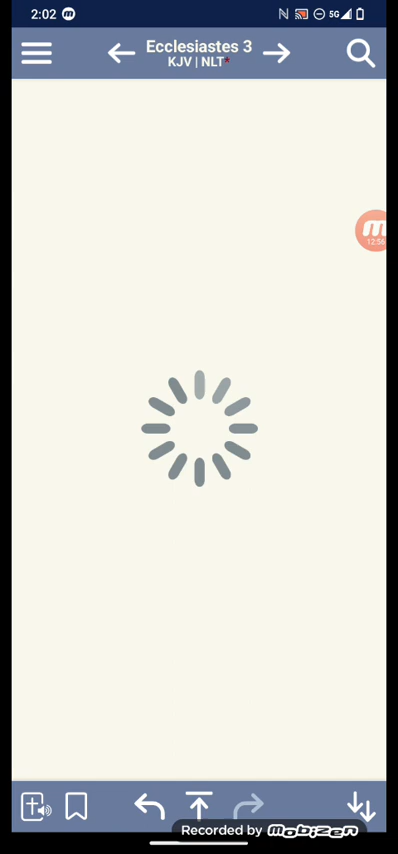 2:02
5G
Ecclesiastes 3
KJV | NLT*
12:56
Recorded by mobizen